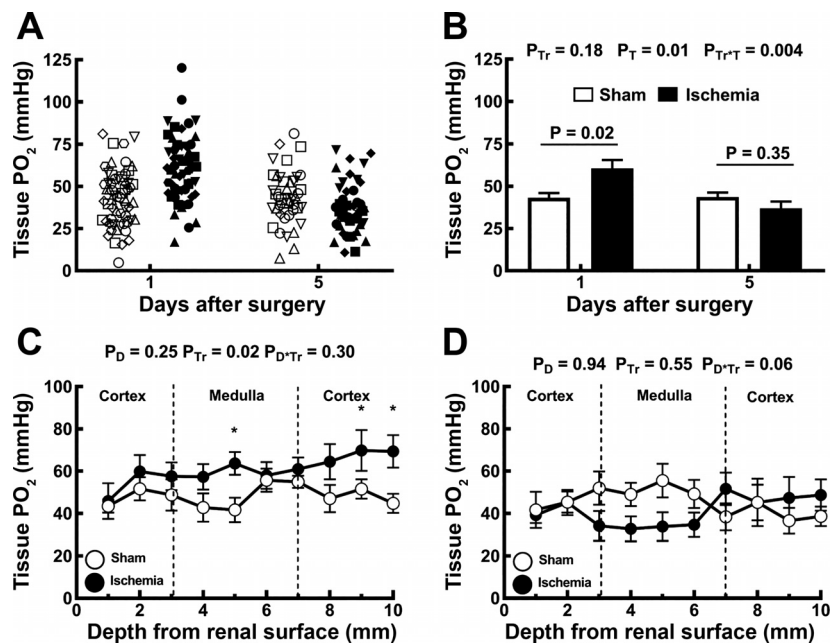 A
Tissue PO2 (mmHg)
125
100
75
50
25
0
1
5
Days after surgery
B
PTr = 0.18 PT = 0.01 PTr*T = 0.004
Tissue PO2 (mmHg)
125
100
75
50
25
0
Sham Ischemia
P = 0.02
P = 0.35
1
5
Days after surgery
C
PD = 0.25 PTr = 0.02 PD*Tr = 0.30
Tissue PO2 (mmHg)
100
80
60
40
20
0
Cortex
Medulla
Cortex
*
*
*
Sham
Ischemia
0 2 4 6 8 10
Depth from renal surface (mm)
D
PD = 0.94 PTr = 0.55 PD*Tr = 0.06
Tissue PO2 (mmHg)
100
80
60
40
20
0
Cortex
Medulla
Cortex
Sham
Ischemia
0 2 4 6 8 10
Depth from renal surface (mm)